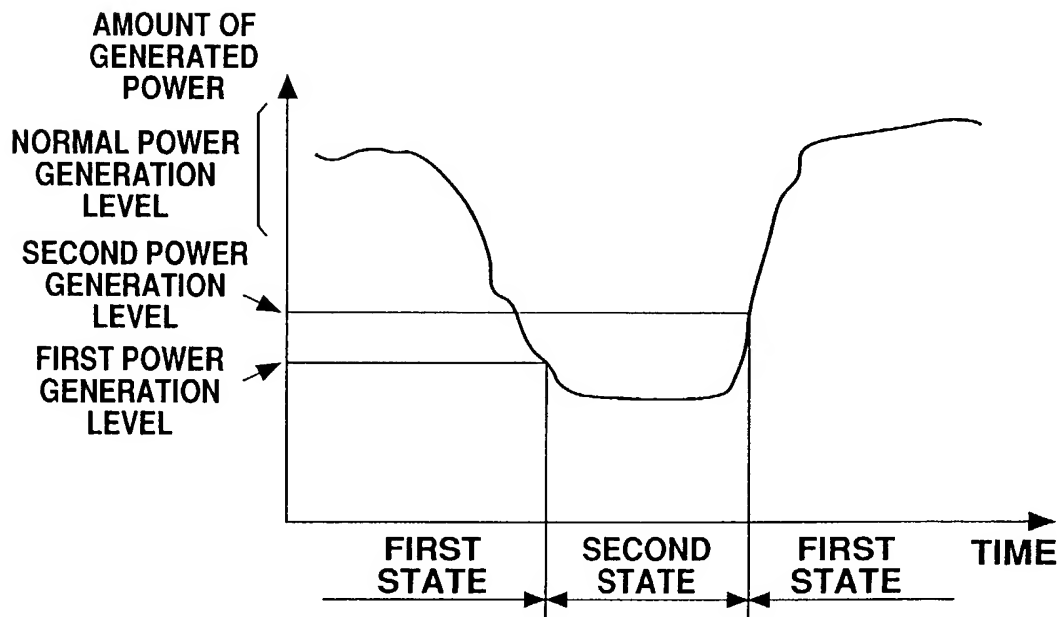 AMOUNT OF
GENERATED
POWER
NORMAL POWER
GENERATION
LEVEL
SECOND POWER
GENERATION
LEVEL
FIRST POWER
GENERATION
LEVEL
FIRST
STATE
SECOND
STATE
FIRST
STATE
TIME